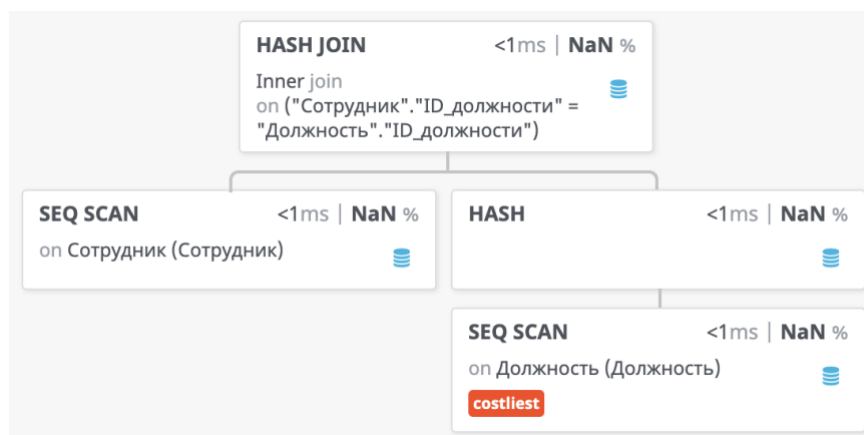 HASH JOIN <1ms | NaN %
Inner join
on ("Сотрудник"."ID_должности" =
"Должность"."ID_должности")
SEQ SCAN <1ms | NaN %
on Сотрудник (Сотрудник)
HASH <1ms | NaN %
SEQ SCAN <1ms | NaN %
on Должность (Должность)
costliest